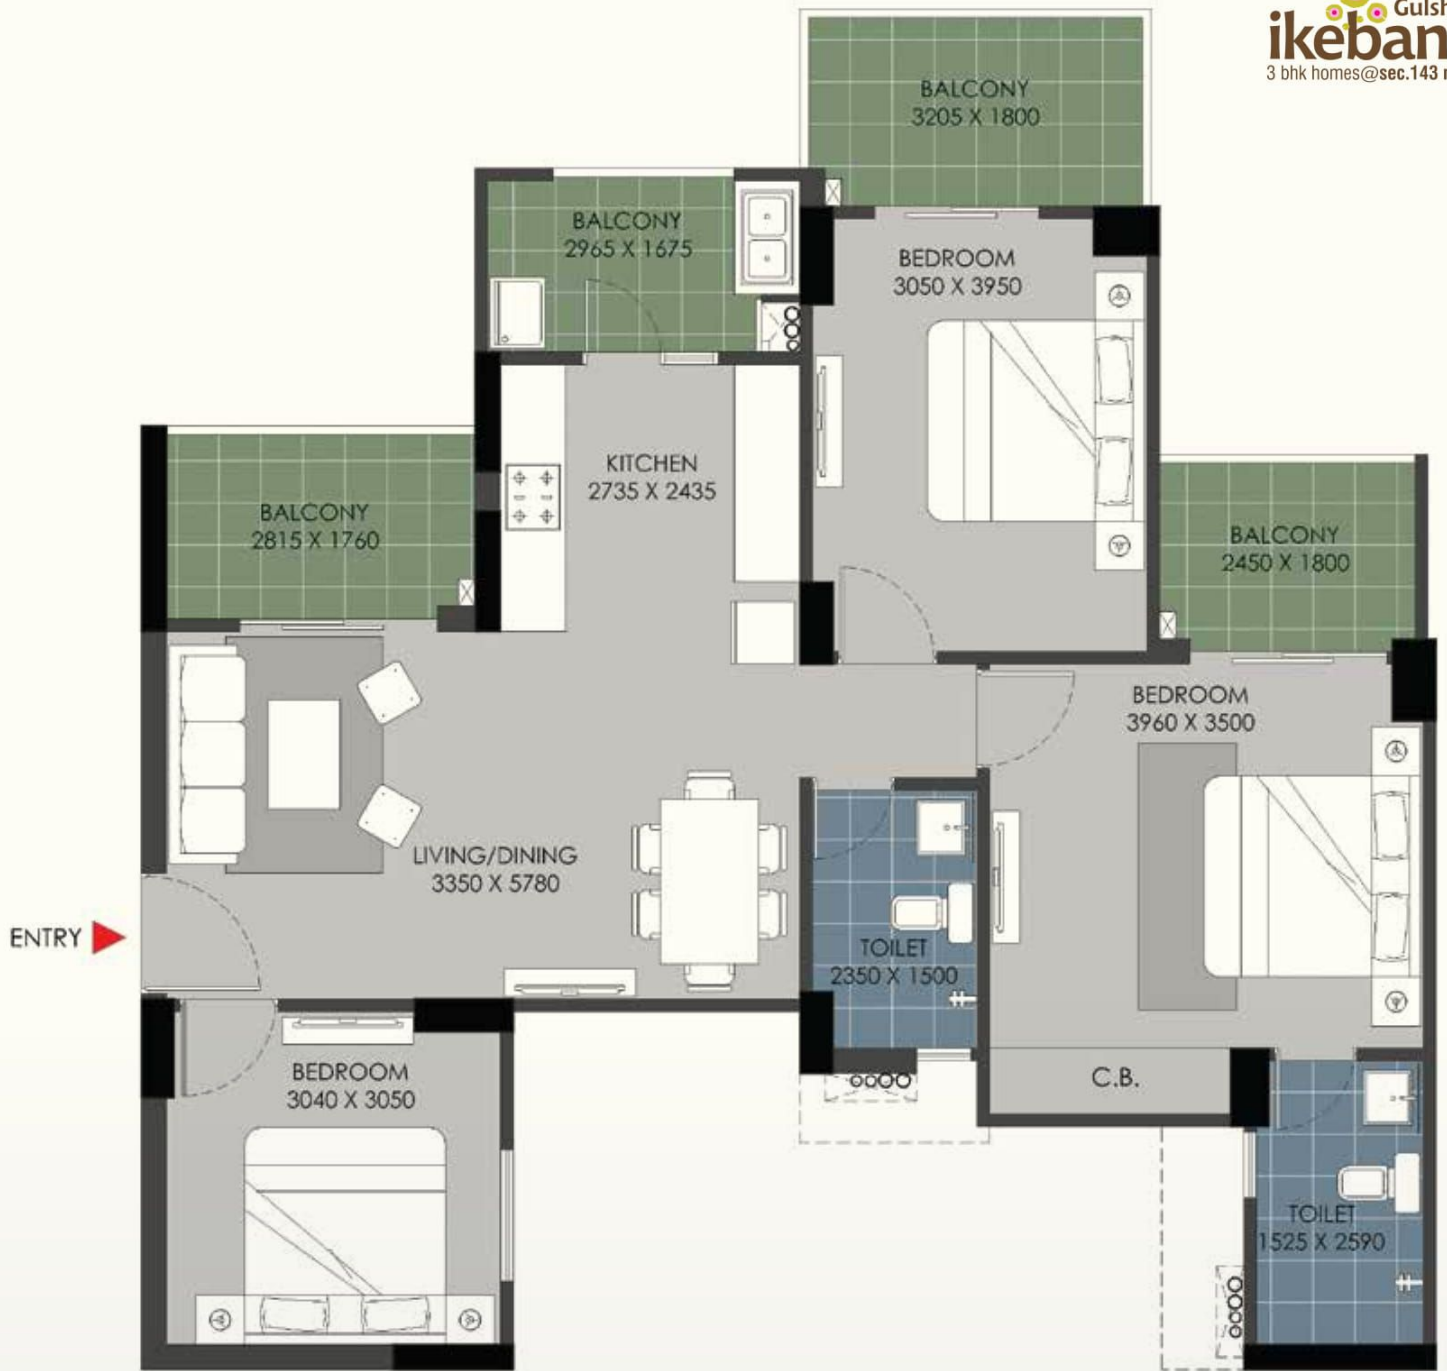 Gulsh
ikeban
3 bhk homes@sec.143 n
BALCONY
3205 X 1800
BALCONY
2965 X 1675
BEDROOM
3050 X 3950
KITCHEN
2735 X 2435
BALCONY
2815 X 1760
BALCONY
2450 X 1800
BEDROOM
3960 X 3500
LIVING/DINING
3350 X 5780
ENTRY
TOILET
2350 X 1500
BEDROOM
3040 X 3050
C.B.
TOILET
1525 X 2590